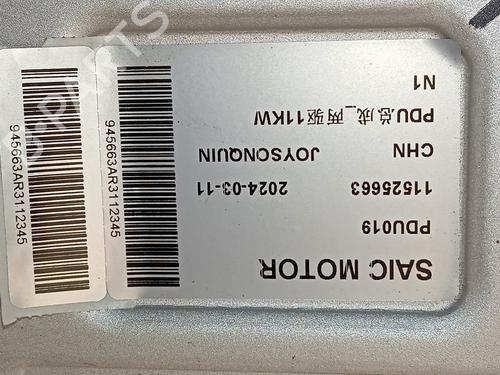 SAIC MOTOR
PDU019
11525663 2024-03-11
CHN JOYSONQUIN
PDU总成_两驱11KW
N1
945663AR3112345
945663AR3112345